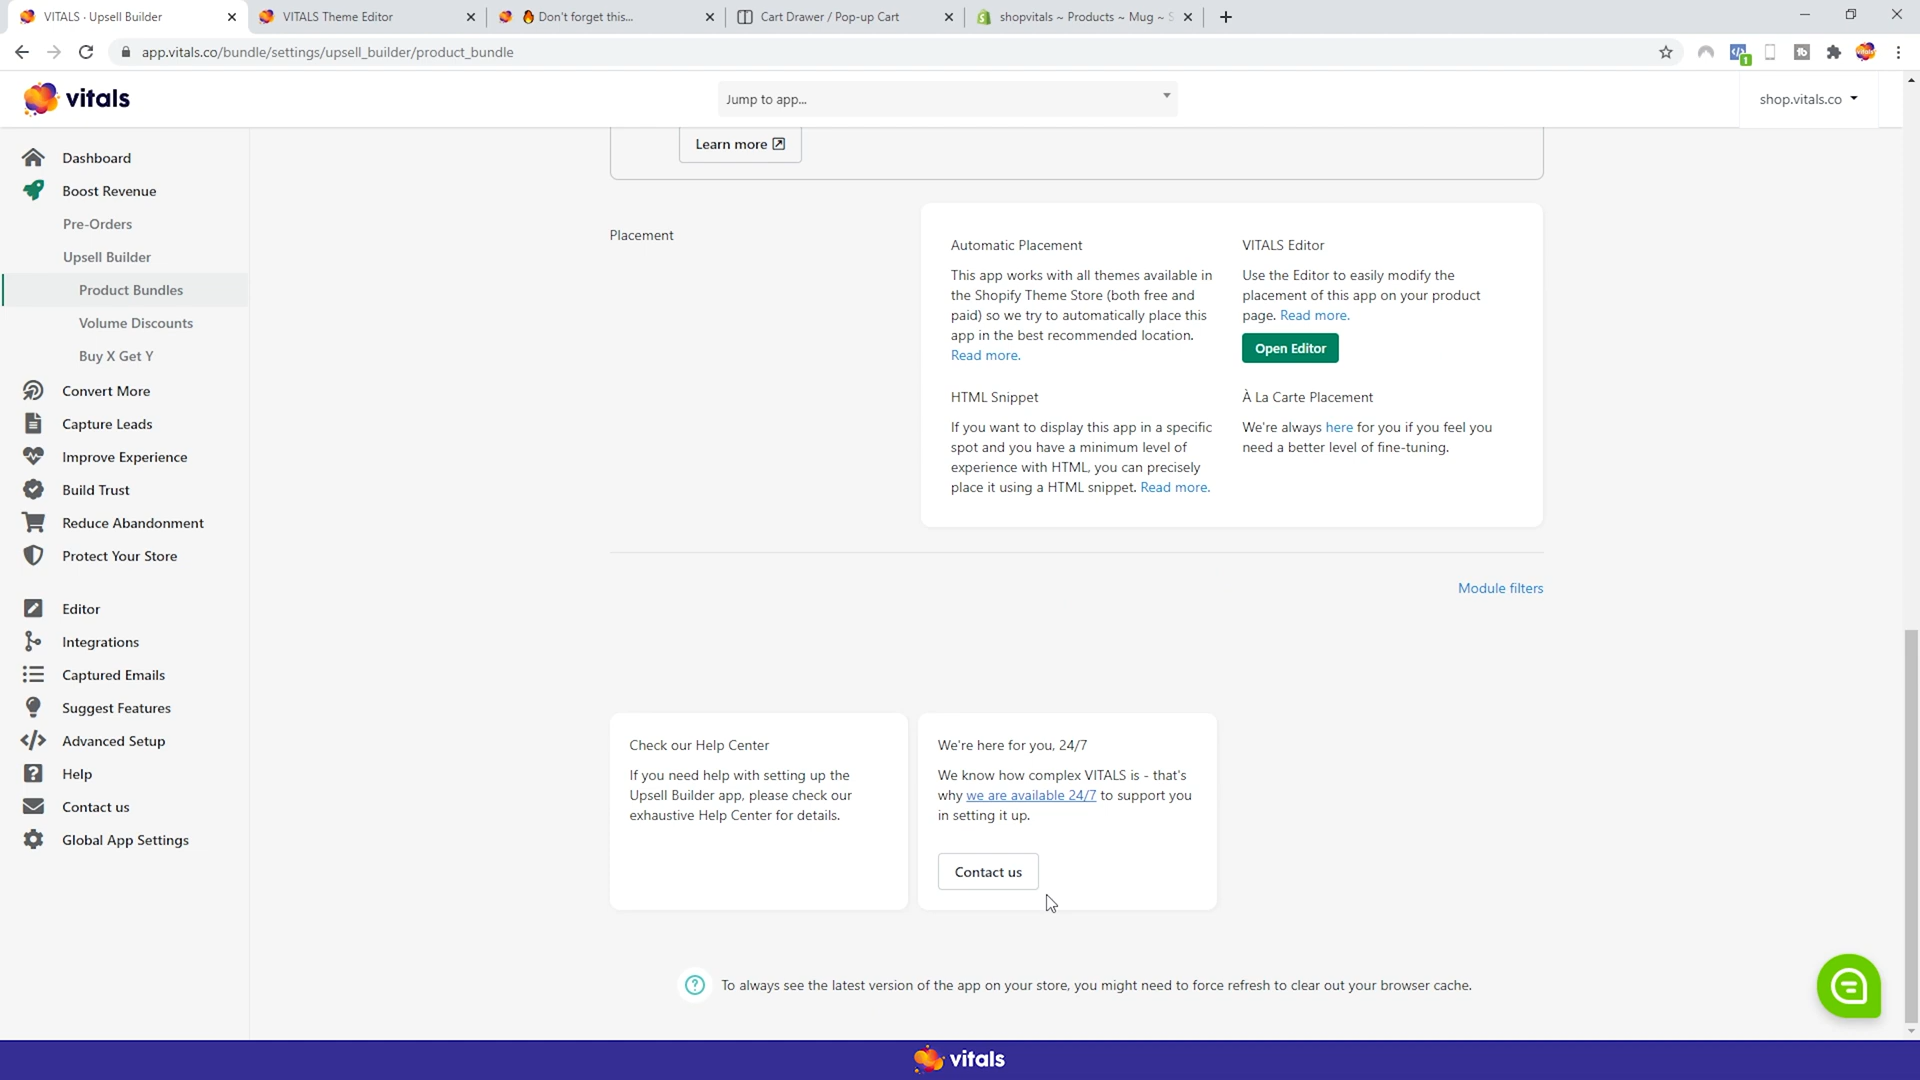 VITALS · Upsell Builder
VITALS Theme Editor
Don't forget this...
Cart Drawer / Pop-up Cart
shopvitals ~ Products ~ Mug ~ S
app.vitals.co/bundle/settings/upsell_builder/product_bundle
1
vitals
Jump to app...
shop.vitals.co
Dashboard
Boost Revenue
Pre-Orders
Upsell Builder
Product Bundles
Volume Discounts
Buy X Get Y
Convert More
Capture Leads
Improve Experience
Build Trust
Reduce Abandonment
Protect Your Store
Editor
Integrations
Captured Emails
Suggest Features
Advanced Setup
Help
Contact us
Global App Settings
Learn more
Placement
Automatic Placement
This app works with all themes available in
the Shopify Theme Store (both free and
paid) so we try to automatically place this
app in the best recommended location.
Read more.
VITALS Editor
Use the Editor to easily modify the
placement of this app on your product
page. Read more.
Open Editor
HTML Snippet
If you want to display this app in a specific
spot and you have a minimum level of
experience with HTML, you can precisely
place it using a HTML snippet. Read more.
À La Carte Placement
We're always here for you if you feel you
need a better level of fine-tuning.
Module filters
Check our Help Center
If you need help with setting up the
Upsell Builder app, please check our
exhaustive Help Center for details.
We're here for you, 24/7
We know how complex VITALS is - that's
why we are available 24/7 to support you
in setting it up.
Contact us
To always see the latest version of the app on your store, you might need to force refresh to clear out your browser cache.
vitals